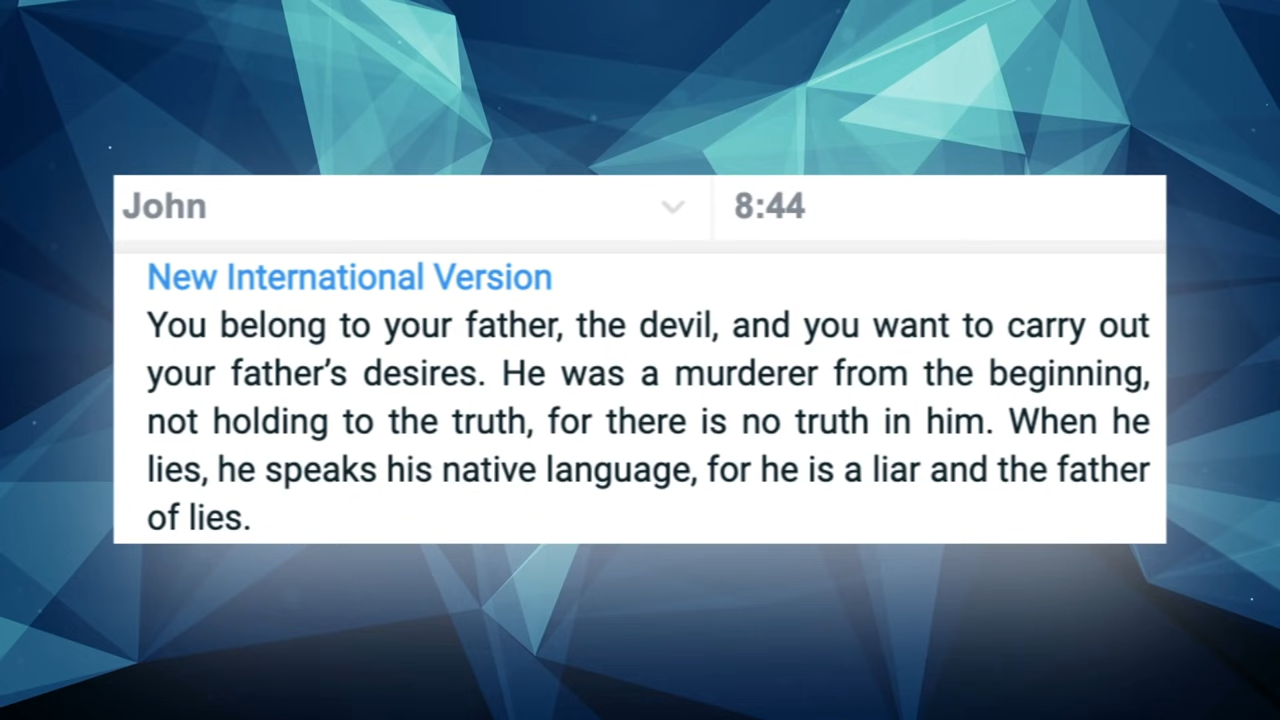 John
8:44
New International Version
You belong to your father, the devil, and you want to carry out
your father’s desires. He was a murderer from the beginning,
not holding to the truth, for there is no truth in him. When he
lies, he speaks his native language, for he is a liar and the father
of lies.